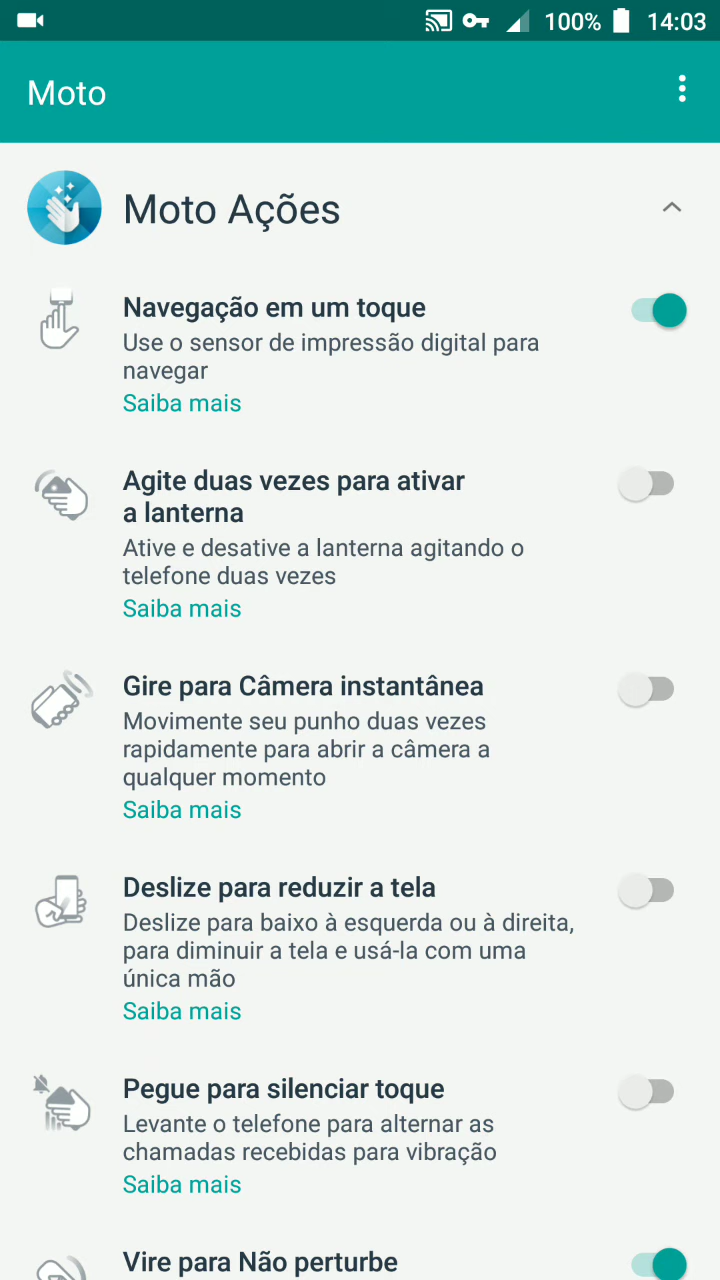 100% 14:03
Moto
Moto Ações
Navegação em um toque
Use o sensor de impressão digital para
navegar
Saiba mais
Agite duas vezes para ativar
a lanterna
Ative e desative a lanterna agitando o
telefone duas vezes
Saiba mais
Gire para Câmera instantânea
Movimente seu punho duas vezes
rapidamente para abrir a câmera a
qualquer momento
Saiba mais
Deslize para reduzir a tela
Deslize para baixo à esquerda ou à direita,
para diminuir a tela e usá-la com uma
única mão
Saiba mais
Pegue para silenciar toque
Levante o telefone para alternar as
chamadas recebidas para vibração
Saiba mais
Vire para Não perturbe